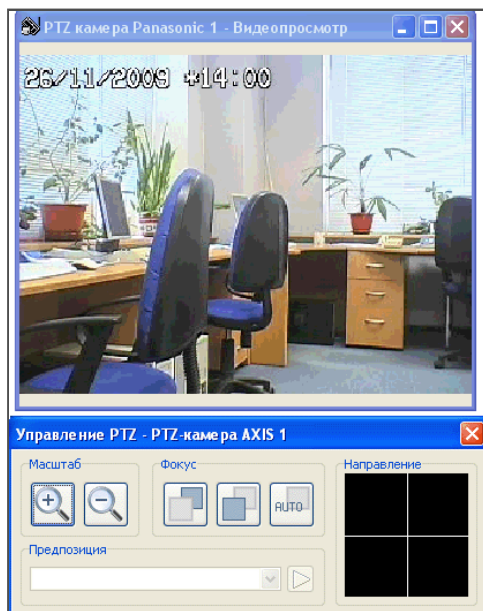 PTZ камера Panasonic 1 - Видеопросмотр
26/11/2009 *14:00
Управление PTZ - PTZ-камера AXIS 1
Масштаб
Фокус
Направление
AUTO
Предпозиция